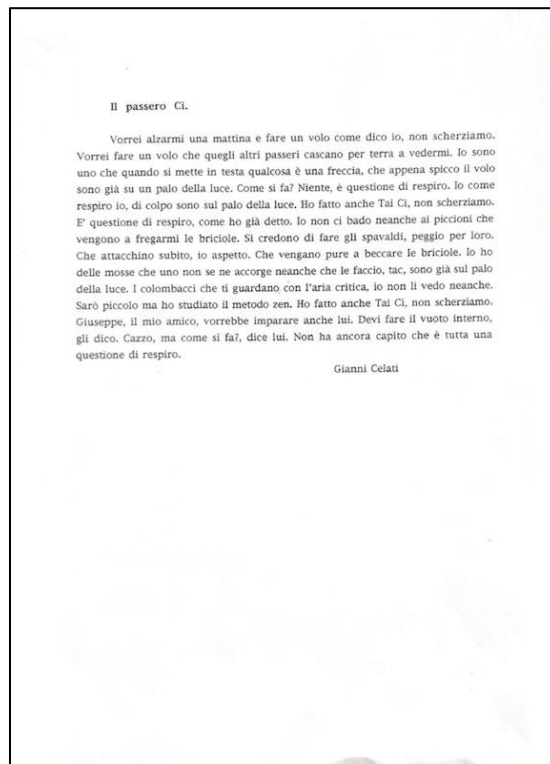 Il passero Ci.
Vorrei alzarmi una mattina e fare un volo come dico io, non scherziamo.
Vorrei fare un volo che quegli altri passeri cascano per terra a vedermi. Io sono
uno che quando si mette in testa qualcosa è una freccia, che appena spicco il volo
sono già su un palo della luce. Come si fa? Niente, è questione di respiro. Io come
respiro io, di colpo sono sul palo della luce. Ho fatto anche Tai Ci, non scherziamo.
E' questione di respiro, come ho già detto. Io non ci bado neanche ai piccioni che
vengono a fregarmi le briciole. Si credono di fare gli spavaldi, peggio per loro.
Che attacchino subito, io aspetto. Che vengano pure a beccare le briciole. Io ho
delle mosse che uno non se ne accorge neanche che le faccio, tac, sono già sul palo
della luce. I colombacci che ti guardano con l'aria critica, io non li vedo neanche.
Sarò piccolo ma ho studiato il metodo zen. Ho fatto anche Tai Ci, non scherziamo.
Giuseppe, il mio amico, vorrebbe imparare anche lui. Devi fare il vuoto interno,
gli dico. Cazzo, ma come si fa?, dice lui. Non ha ancora capito che è tutta una
questione di respiro.
Gianni Celati